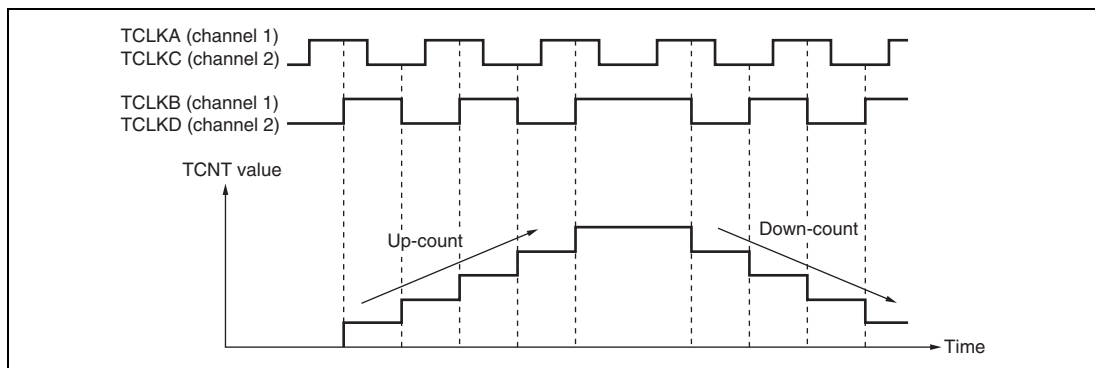 TCLKA (channel 1)
TCLKC (channel 2)
TCLKB (channel 1)
TCLKD (channel 2)
TCNT value
Up-count
Down-count
Time